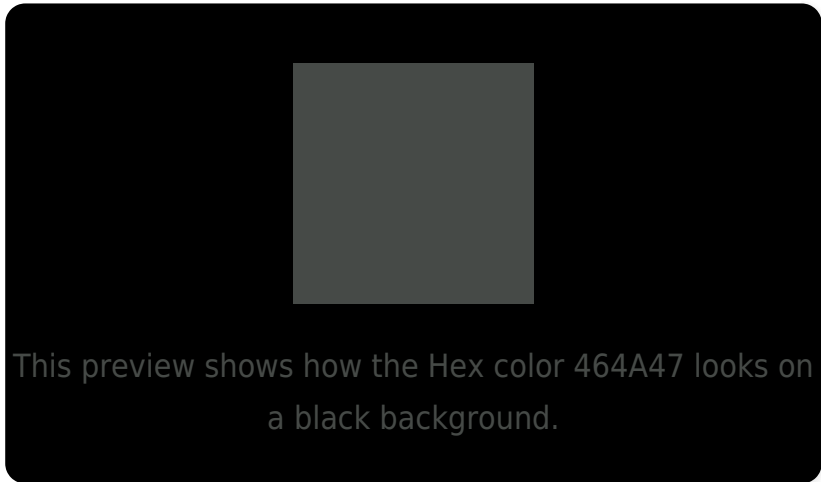 This preview shows how the Hex color 464A47 looks on
a black background.